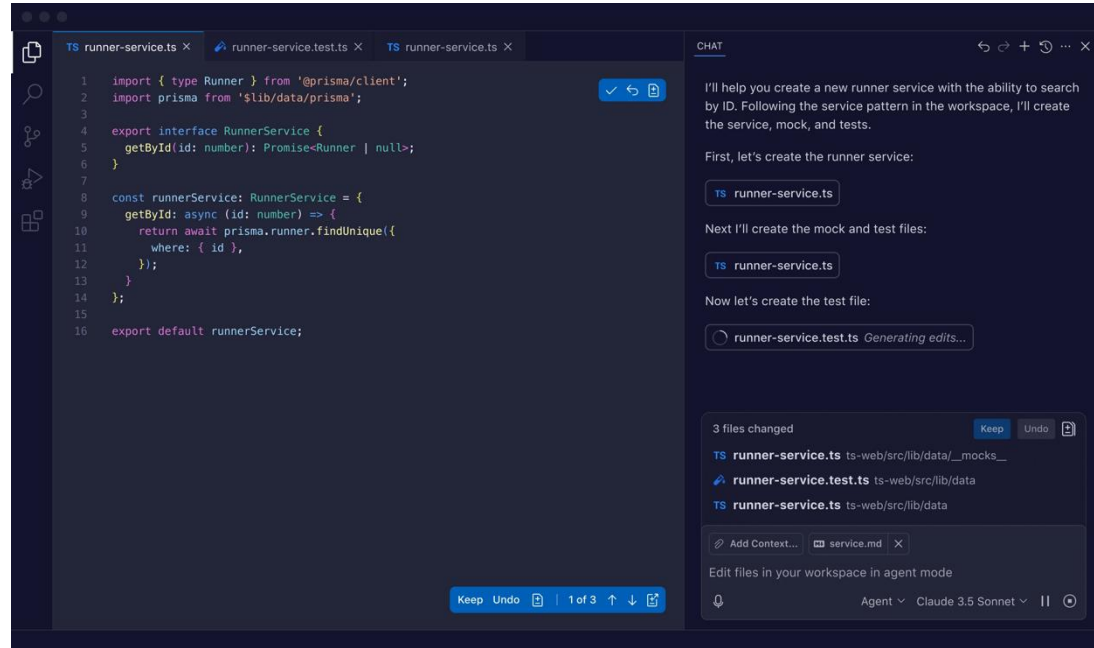 TS runner-service.ts × runner-service.test.ts × TS runner-service.ts ×
1 import { type Runner } from '@prisma/client';
2 import prisma from '$lib/data/prisma';
3
4 export interface RunnerService {
5 getById(id: number): Promise<Runner | null>;
6 }
7
8 const runnerService: RunnerService = {
9 getById: async (id: number) => {
10 return await prisma.runner.findUnique({
11 where: { id },
12 });
13 }
14 };
15
16 export default runnerService;
Keep Undo 1 of 3
CHAT
I'll help you create a new runner service with the ability to search
by ID. Following the service pattern in the workspace, I'll create
the service, mock, and tests.
First, let's create the runner service:
TS runner-service.ts
Next I'll create the mock and test files:
TS runner-service.ts
Now let's create the test file:
runner-service.test.ts Generating edits...
3 files changed Keep Undo
TS runner-service.ts ts-web/src/lib/data/__mocks__
runner-service.test.ts ts-web/src/lib/data
TS runner-service.ts ts-web/src/lib/data
Add Context... service.md ×
Edit files in your workspace in agent mode
Agent Claude 3.5 Sonnet